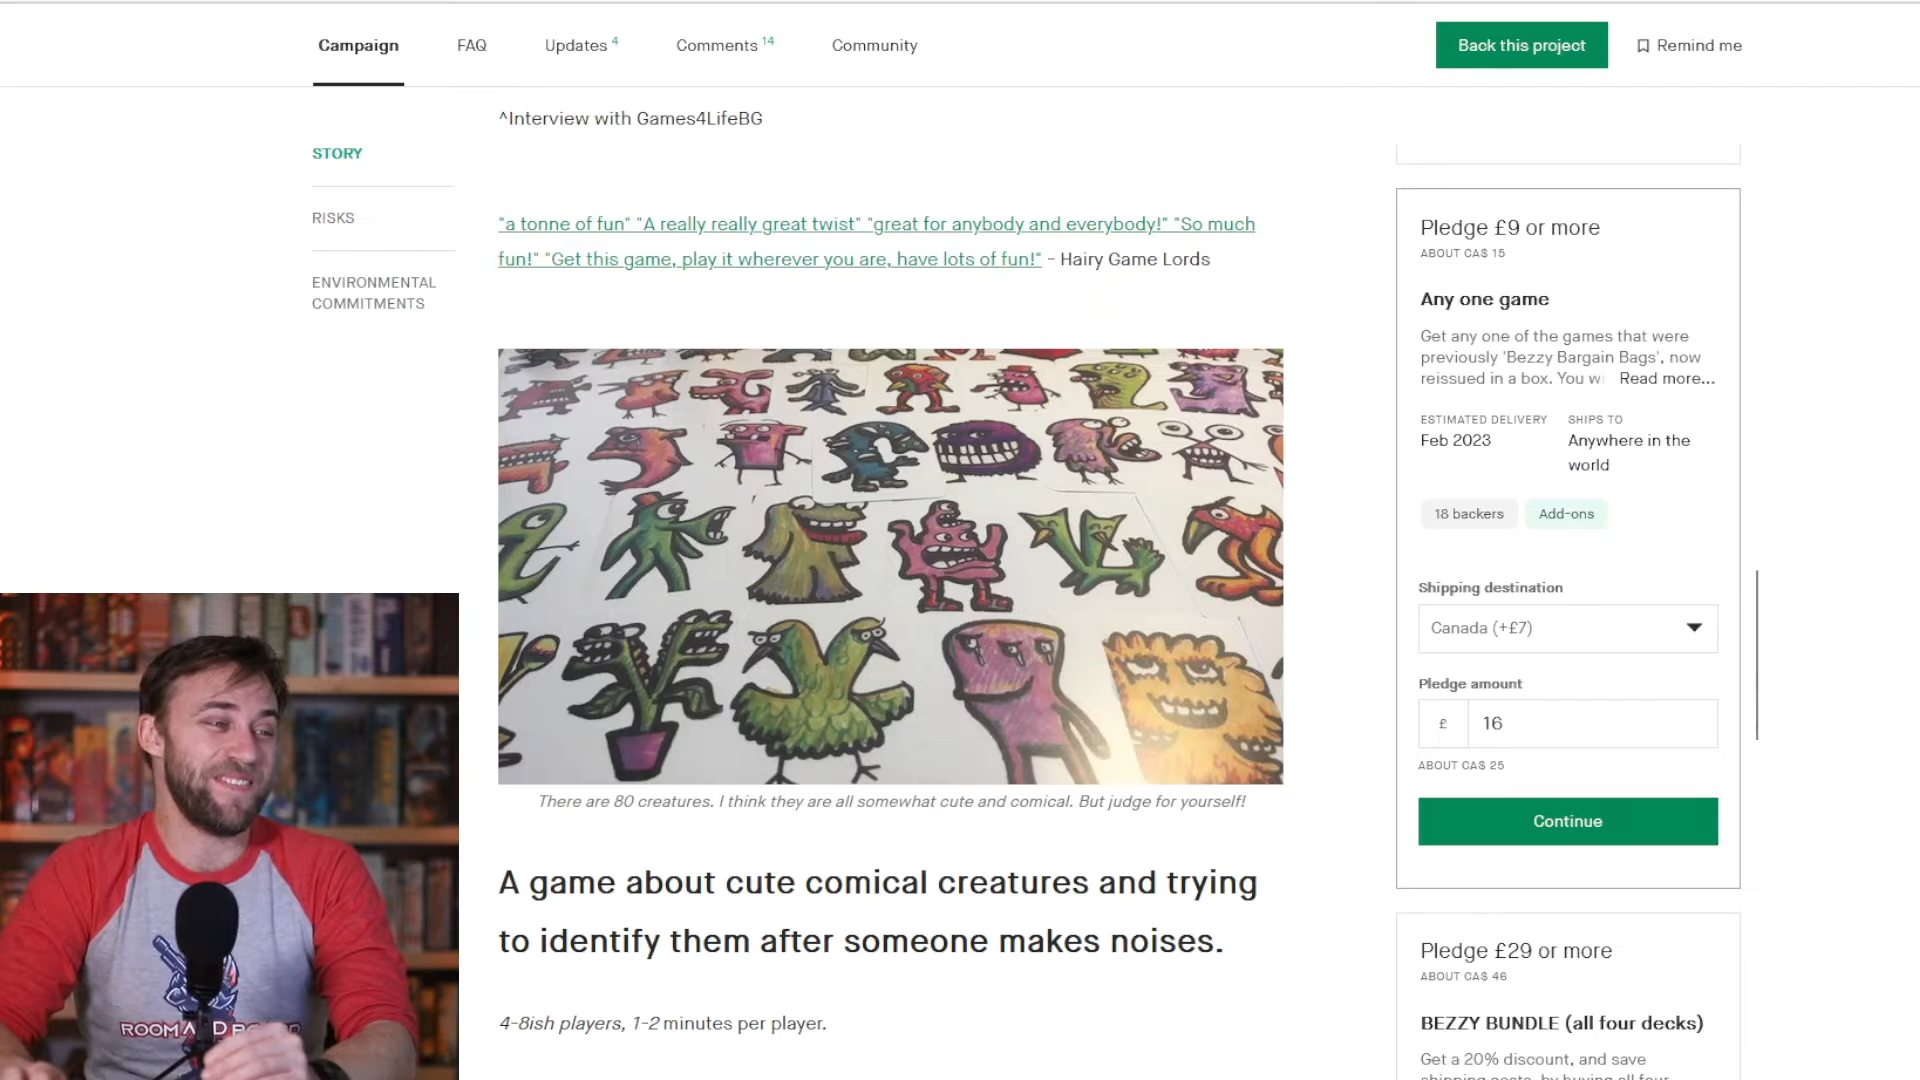 Campaign
FAQ
Updates 4
Comments 14
Community
Back this project
Remind me
^Interview with Games4LifeBG
STORY
RISKS
ENVIRONMENTAL
COMMITMENTS
"a tonne of fun" "A really really great twist" "great for anybody and everybody!" "So much
fun!" "Get this game, play it wherever you are, have lots of fun!" - Hairy Game Lords
There are 80 creatures. I think they are all somewhat cute and comical. But judge for yourself!
A game about cute comical creatures and trying
to identify them after someone makes noises.
4-8ish players, 1-2 minutes per player.
Pledge £9 or more
ABOUT CA$ 15
Any one game
Get any one of the games that were
previously 'Bezzy Bargain Bags', now
reissued in a box. You wi Read more...
ESTIMATED DELIVERY
Feb 2023
SHIPS TO
Anywhere in the
world
18 backers
Add-ons
Shipping destination
Canada (+£7)
Pledge amount
£ 16
ABOUT CA$ 25
Continue
Pledge £29 or more
ABOUT CA$ 46
BEZZY BUNDLE (all four decks)
Get a 20% discount, and save
shipping costs, by buying all four
ROOM A D